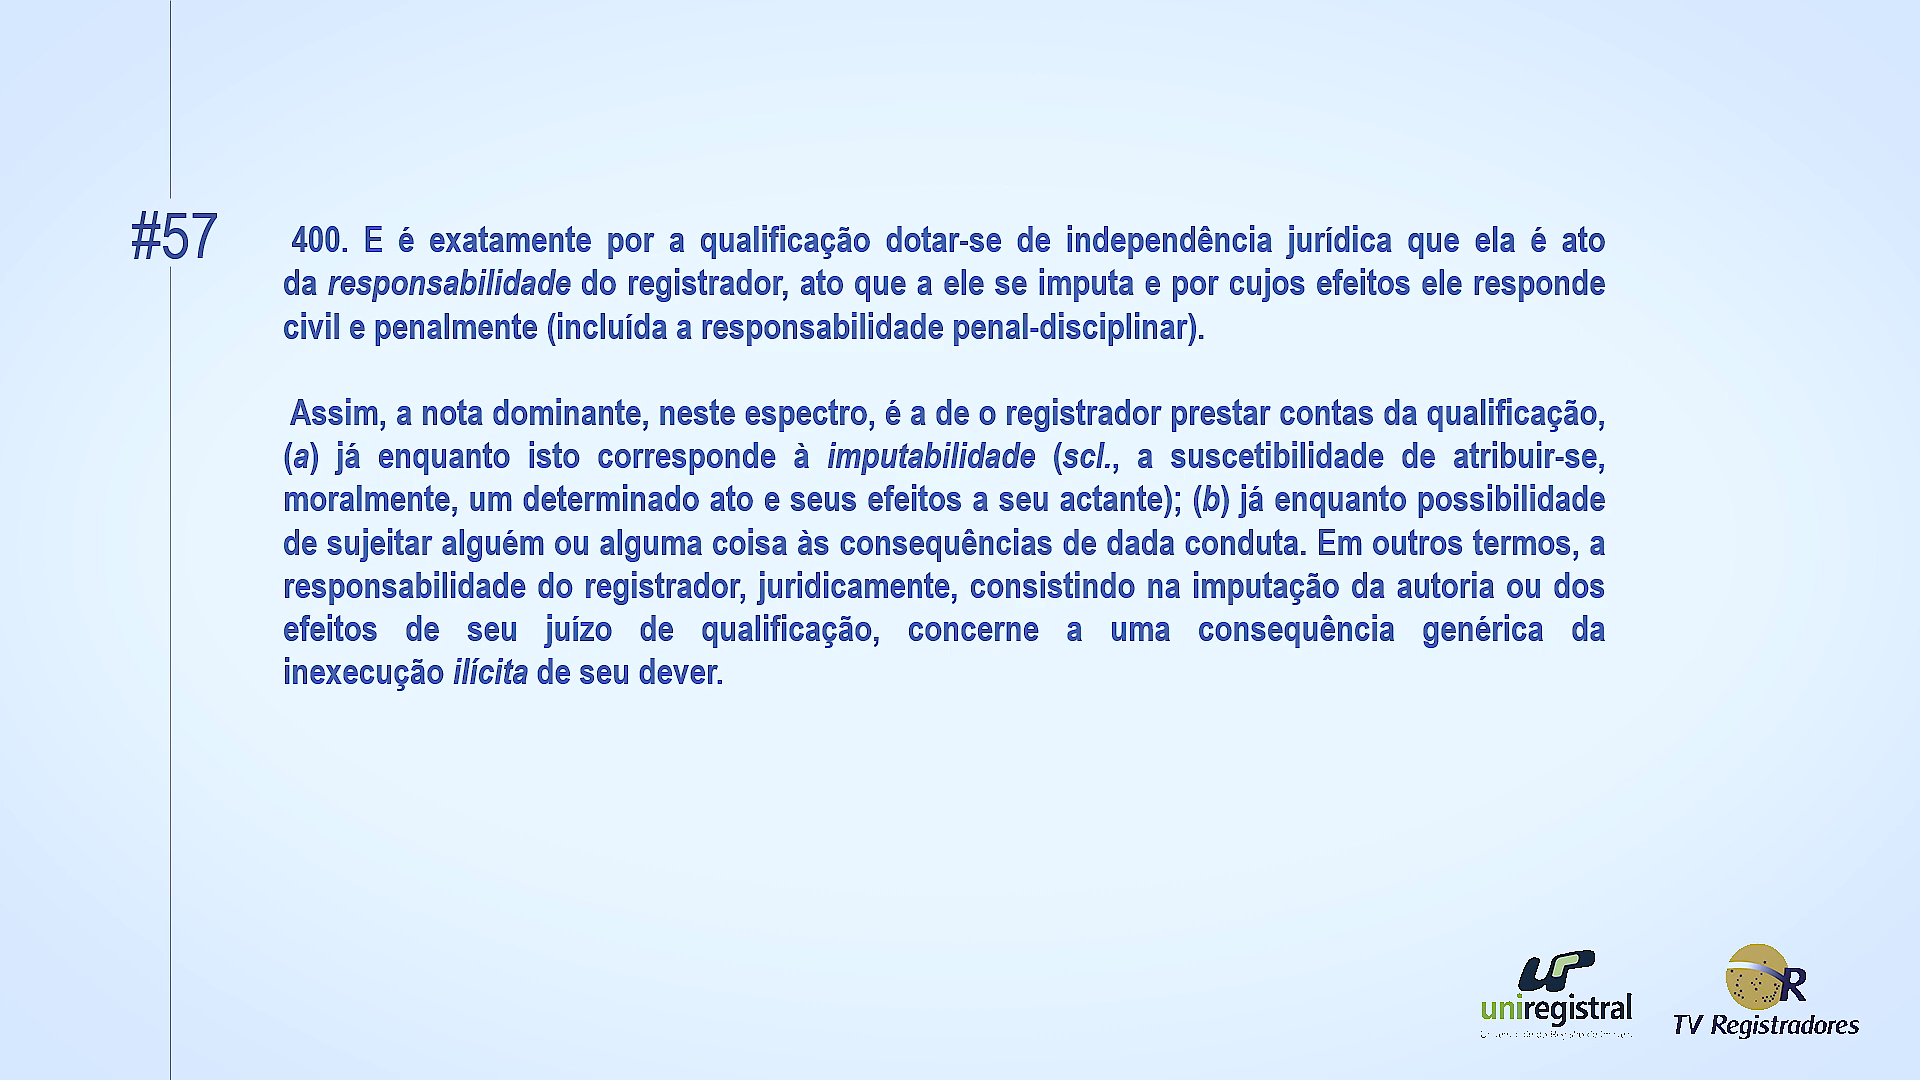 #57
400. E é exatamente por a qualificação dotar-se de independência jurídica que ela é ato
da responsabilidade do registrador, ato que a ele se imputa e por cujos efeitos ele responde
civil e penalmente (incluída a responsabilidade penal-disciplinar).
Assim, a nota dominante, neste espectro, é a de o registrador prestar contas da qualificação,
(a) já enquanto isto corresponde à imputabilidade (scl., a suscetibilidade de atribuir-se,
moralmente, um determinado ato e seus efeitos a seu actante); (b) já enquanto possibilidade
de sujeitar alguém ou alguma coisa às consequências de dada conduta. Em outros termos, a
responsabilidade do registrador, juridicamente, consistindo na imputação da autoria ou dos
efeitos de seu juízo de qualificação, concerne a uma consequência genérica da
inexecução ilícita de seu dever.
uniregistral
TV Registradores